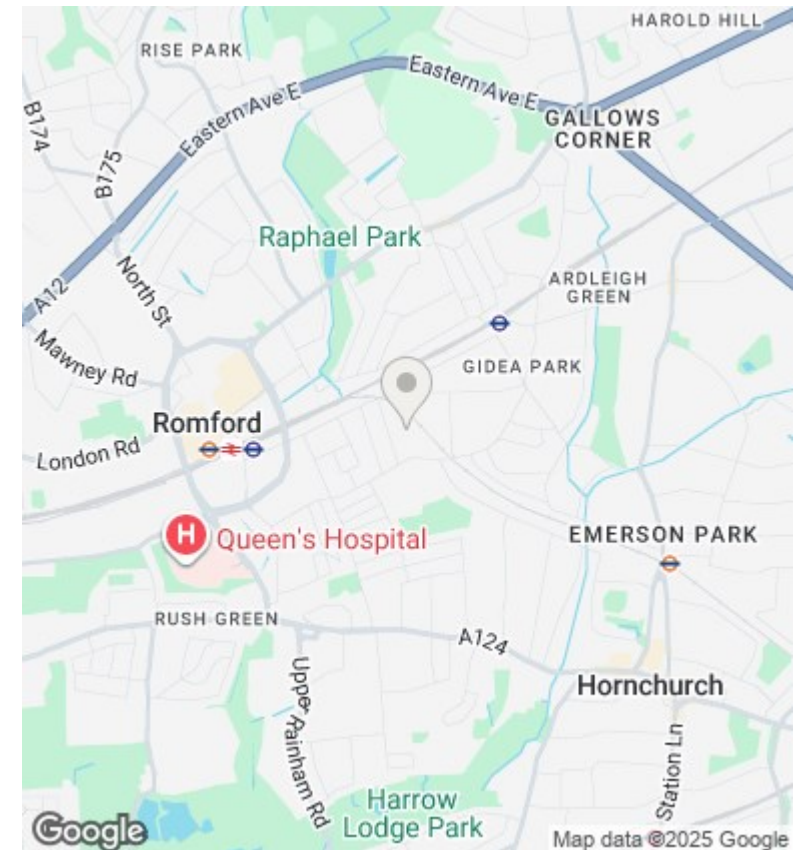 HAROLD HILL
RISE PARK
Eastern Ave E
Eastern Ave E
GALLOWS
CORNER
B174
B175
Raphael Park
North St
ARDLEIGH
GREEN
A12
Mawney Rd
GIDEA PARK
Romford
London Rd
H
Queen's Hospital
EMERSON PARK
RUSH GREEN
A124
Upper Rainham Rd
Hornchurch
Station Ln
Harrow
Lodge Park
Google
Map data ©2025 Google